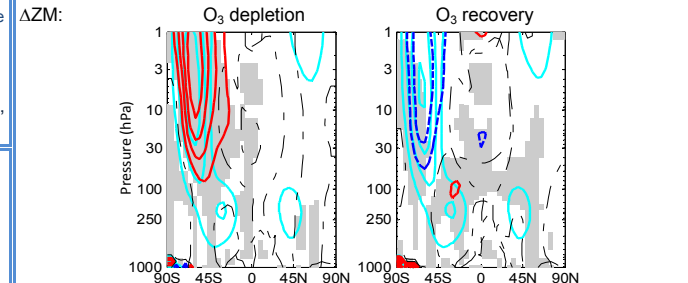 e
ΔZM:
,
O₃ depletion
Pressure (hPa)
1
3
10
30
100
250
1000
90S 45S 0 45N 90N
O₃ recovery
1
3
10
30
100
250
1000
90S 45S 0 45N 90N